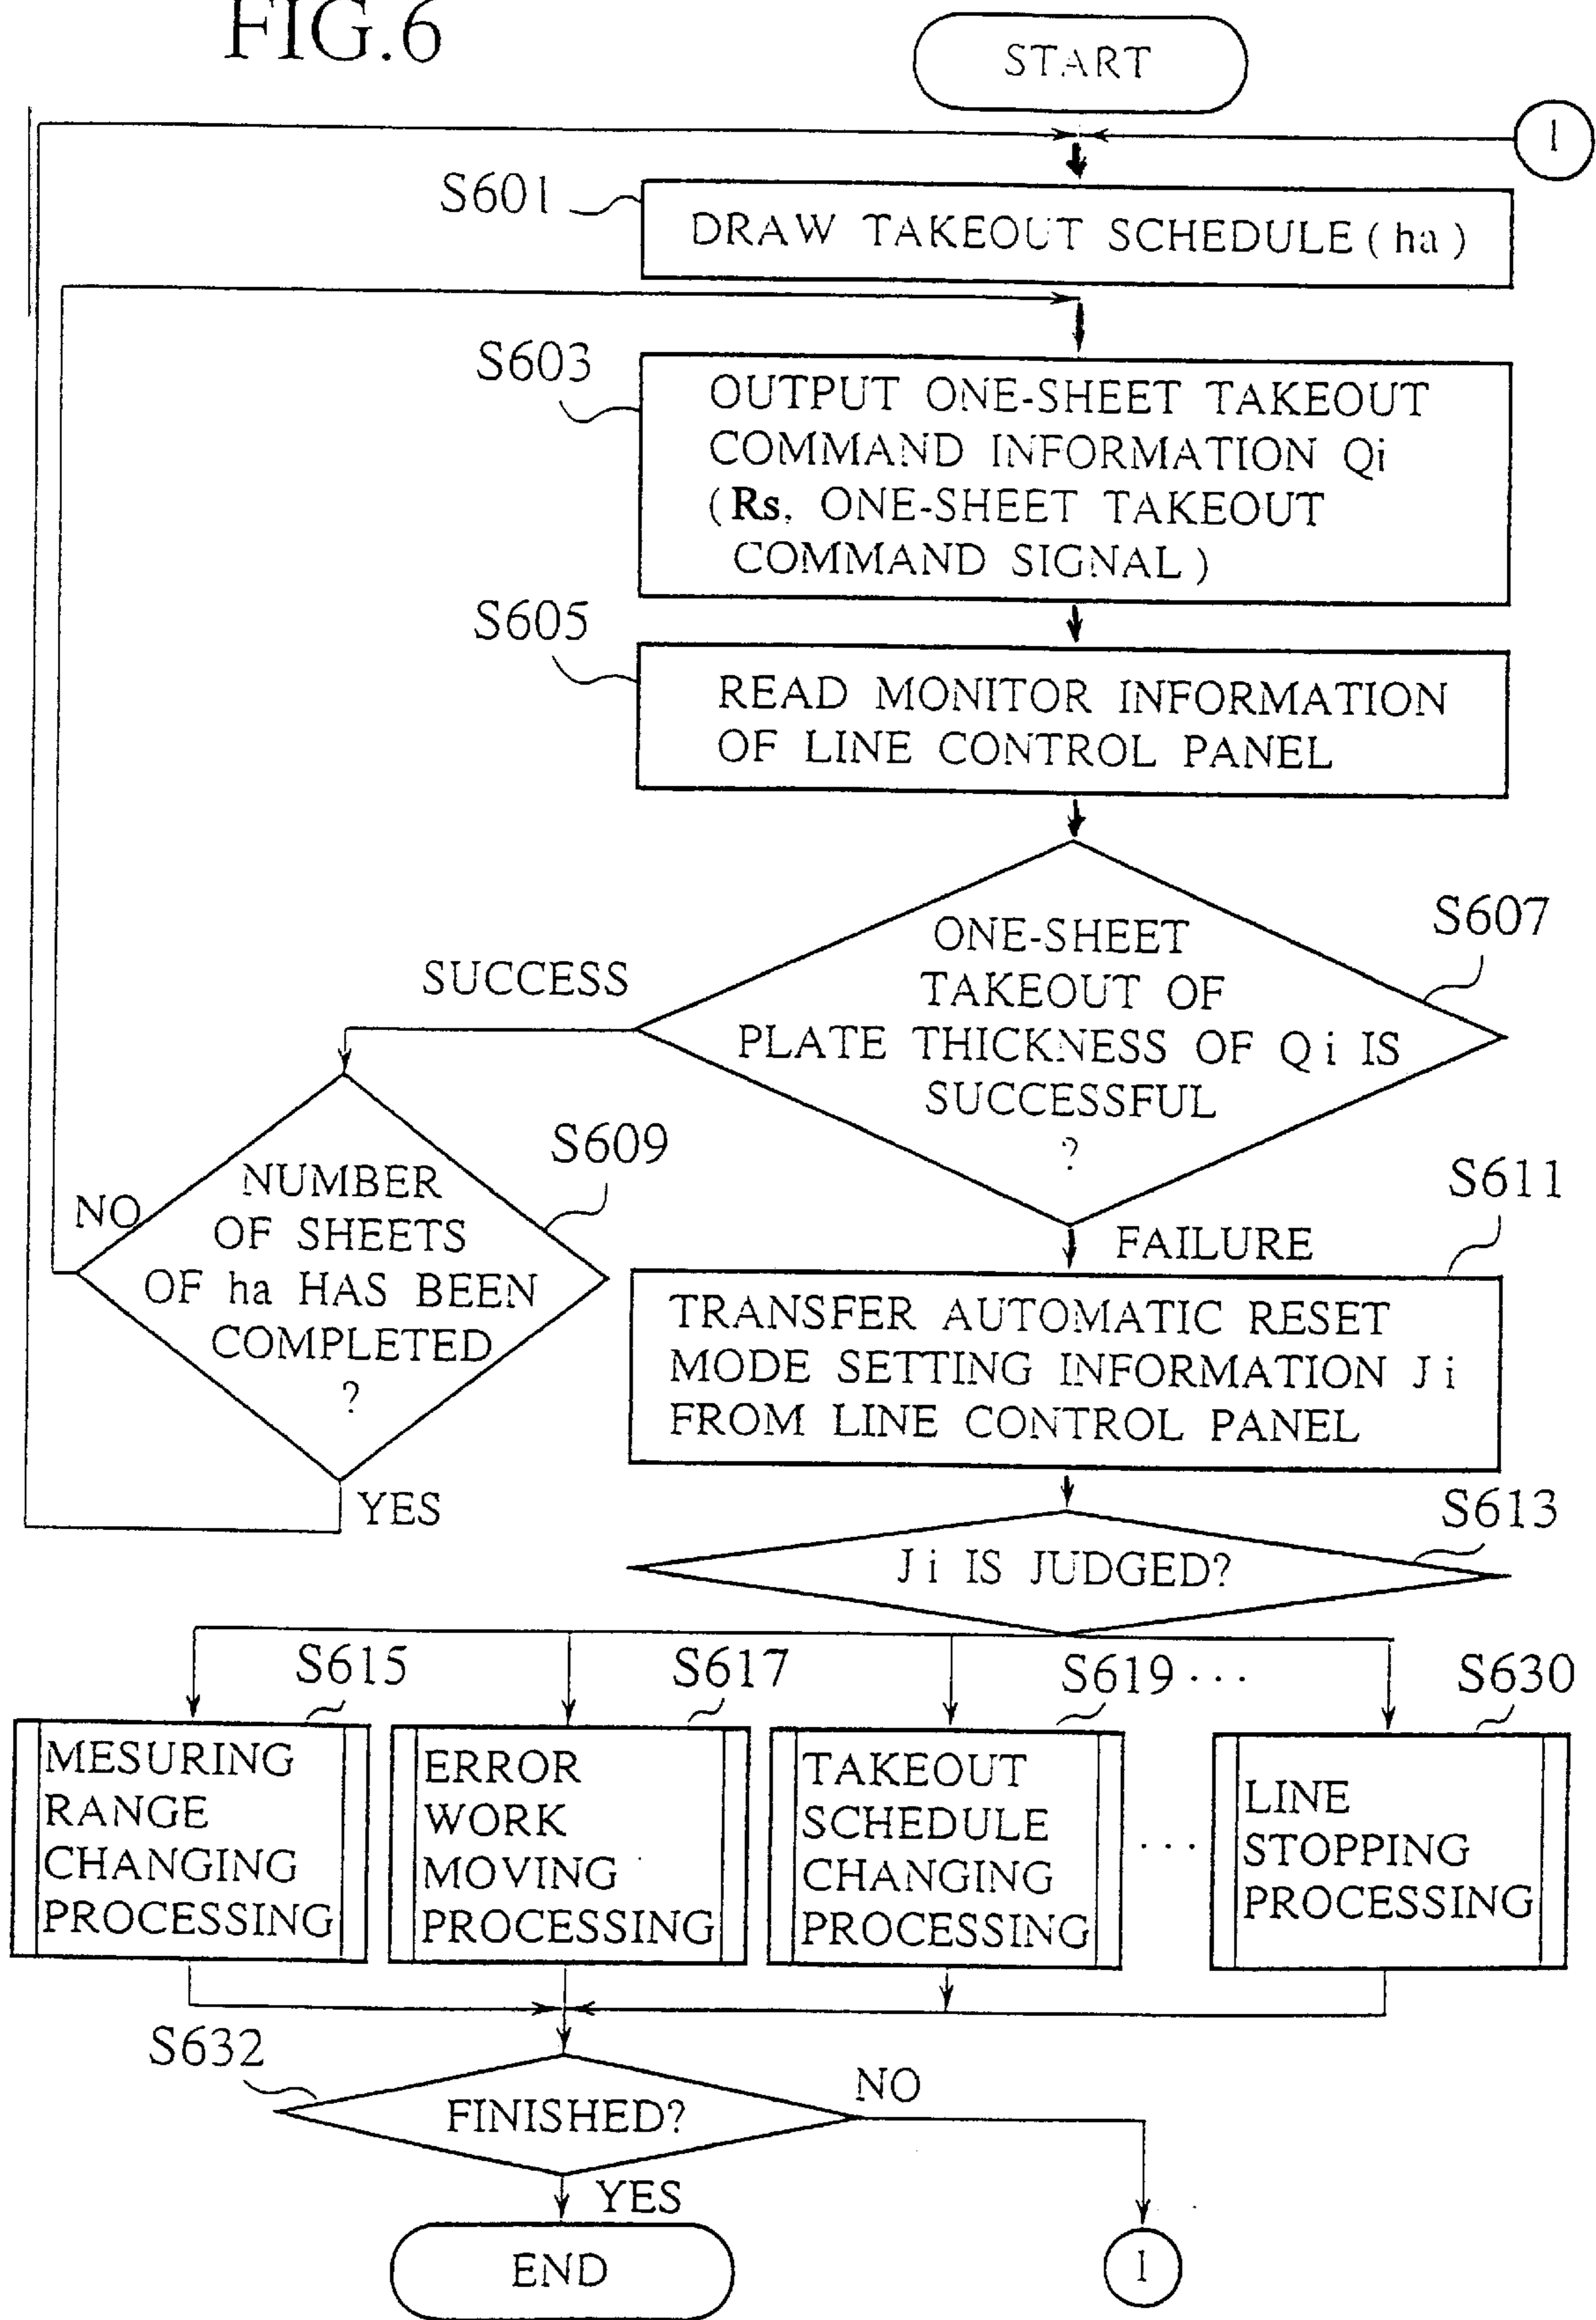 FIG.6
START
1
S601
DRAW TAKEOUT SCHEDULE (ha)
S603
OUTPUT ONE-SHEET TAKEOUT
COMMAND INFORMATION Qi
(Rs, ONE-SHEET TAKEOUT
COMMAND SIGNAL)
S605
READ MONITOR INFORMATION
OF LINE CONTROL PANEL
S607
ONE-SHEET
TAKEOUT OF
PLATE THICKNESS OF Qi IS
SUCCESSFUL
?
SUCCESS
S609
NUMBER
OF SHEETS
OF ha HAS BEEN
COMPLETED
?
NO
YES
FAILURE
S611
TRANSFER AUTOMATIC RESET
MODE SETTING INFORMATION Ji
FROM LINE CONTROL PANEL
S613
Ji IS JUDGED?
S615
MESURING
RANGE
CHANGING
PROCESSING
S617
ERROR
WORK
MOVING
PROCESSING
S619 ...
TAKEOUT
SCHEDULE
CHANGING
PROCESSING
...
S630
LINE
STOPPING
PROCESSING
S632
FINISHED?
NO
YES
END
1